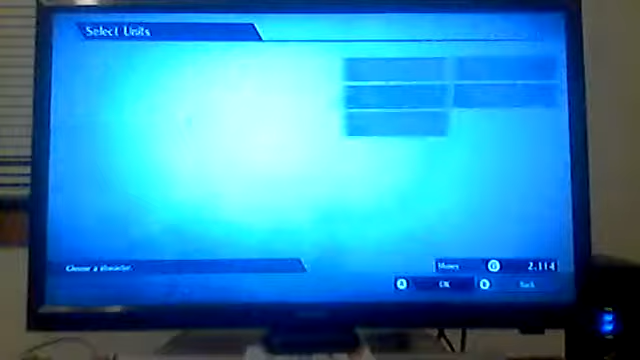 Select Units
Choose a character.
Money G 2,114
A OK B Back